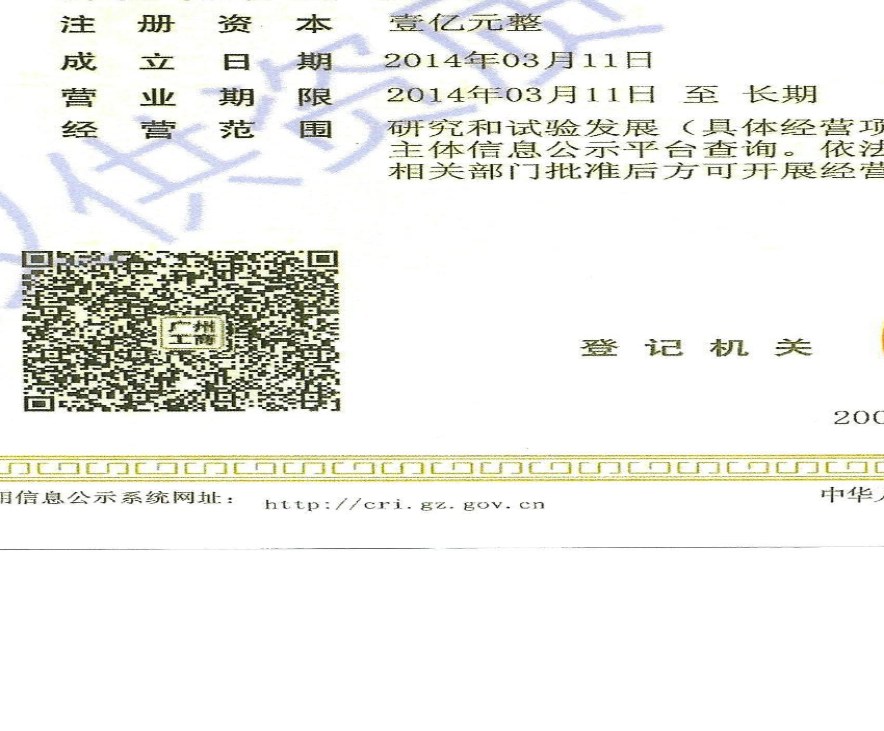 注册资本 壹亿元整
成立日期 2014年03月11日
营业期限 2014年03月11日 至 长期
经营范围 研究和试验发展（具体经营项
主体信息公示平台查询。依法
相关部门批准后方可开展经营
广州
工商
登记机关
200
用信息公示系统网址： http://cri.gz.gov.cn
中华人